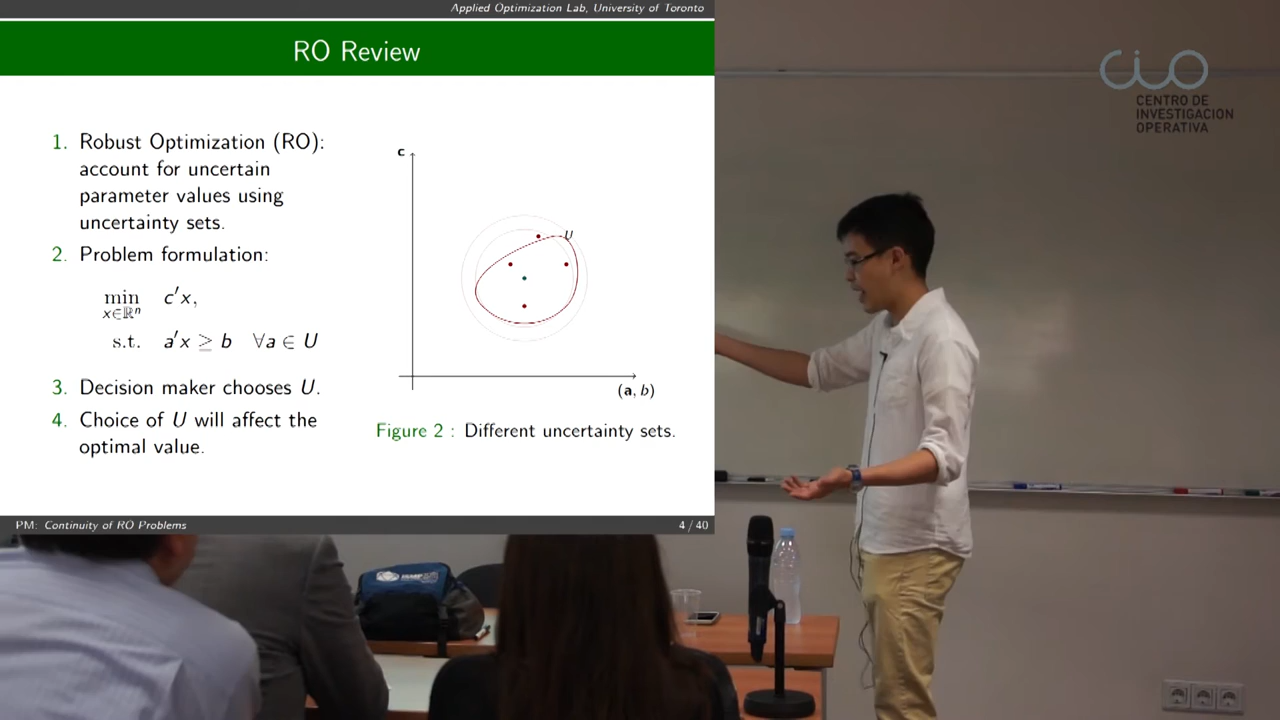 Applied Optimization Lab, University of Toronto
RO Review
1. Robust Optimization (RO):
account for uncertain
parameter values using
uncertainty sets.
2. Problem formulation:
min c′x,
x∈ℝⁿ
s.t. a′x ≥ b ∀a ∈ U
3. Decision maker chooses U.
4. Choice of U will affect the
optimal value.
c
U
(a, b)
Figure 2 : Different uncertainty sets.
PM: Continuity of RO Problems
4 / 40
CIO
CENTRO DE
INVESTIGACION
OPERATIVA